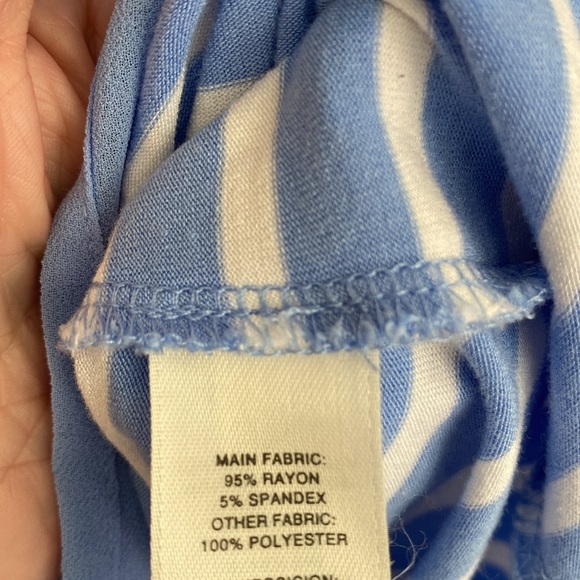 MAIN FABRIC:
95% RAYON
5% SPANDEX
OTHER FABRIC:
100% POLYESTER